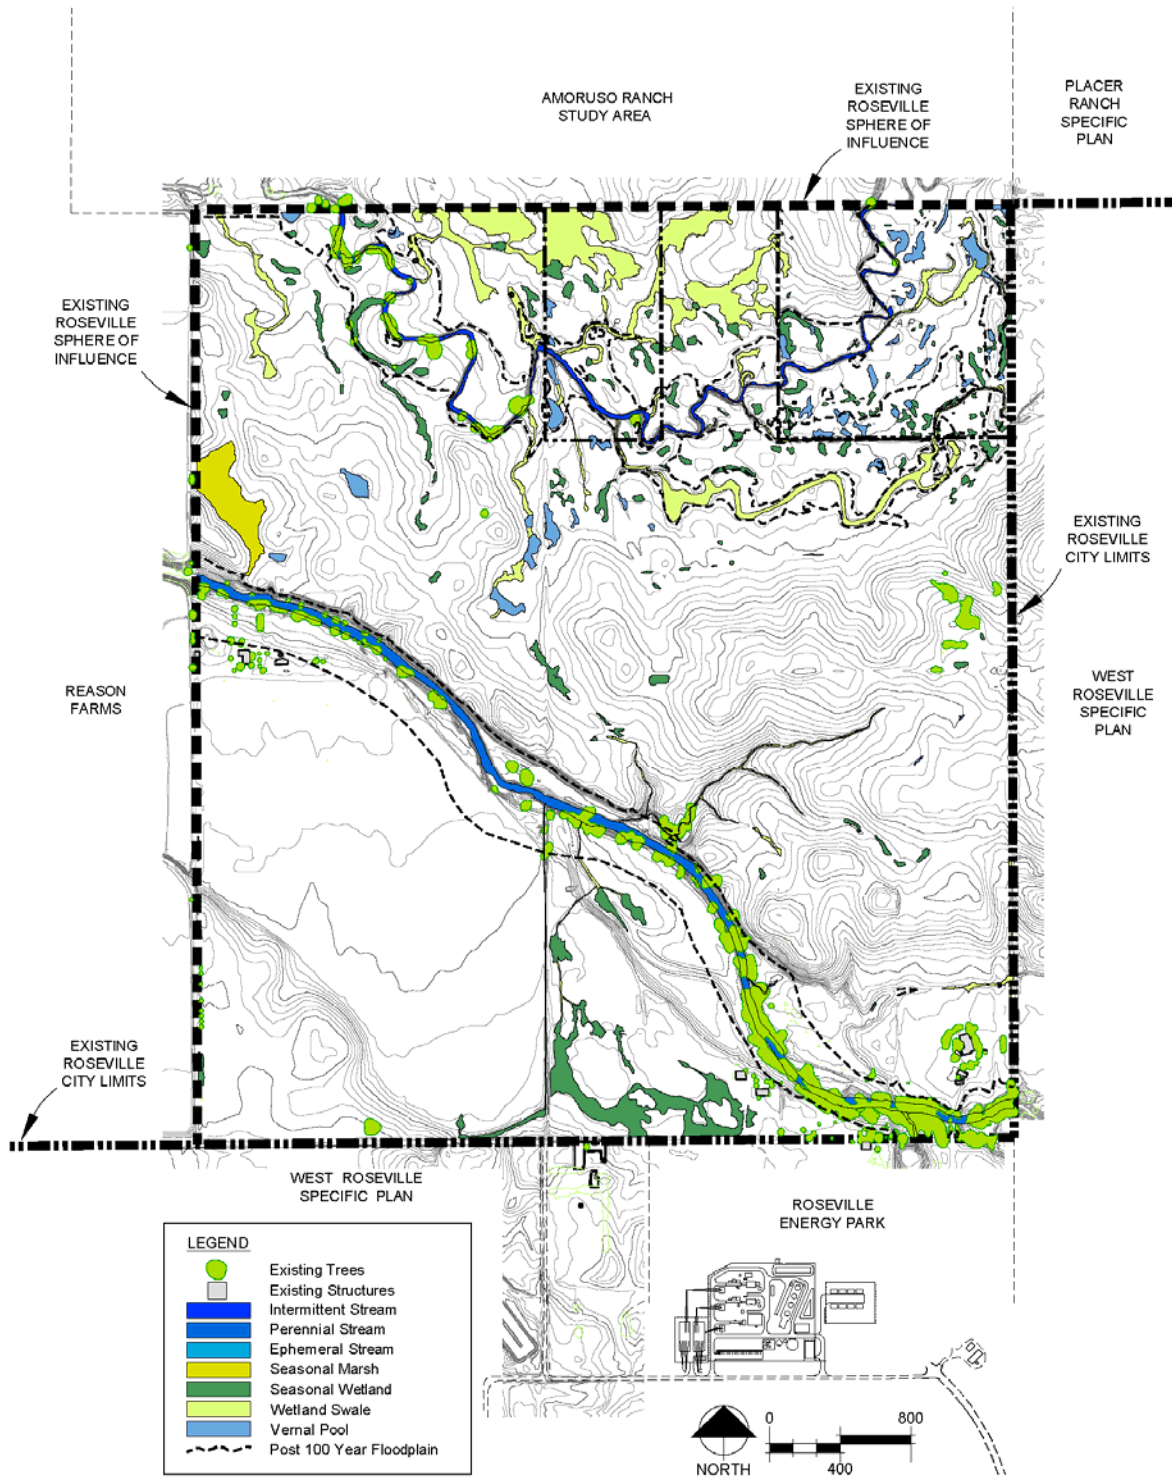 AMORUSO RANCH
STUDY AREA
EXISTING
ROSEVILLE
SPHERE OF
INFLUENCE
PLACER
RANCH
SPECIFIC
PLAN
EXISTING
ROSEVILLE
SPHERE OF
INFLUENCE
EXISTING
ROSEVILLE
CITY LIMITS
REASON
FARMS
WEST
ROSEVILLE
SPECIFIC
PLAN
EXISTING
ROSEVILLE
CITY LIMITS
WEST ROSEVILLE
SPECIFIC PLAN
ROSEVILLE
ENERGY PARK
LEGEND
Existing Trees
Existing Structures
Intermittent Stream
Perennial Stream
Ephemeral Stream
Seasonal Marsh
Seasonal Wetland
Wetland Swale
Vernal Pool
Post 100 Year Floodplain
NORTH
0 800
400